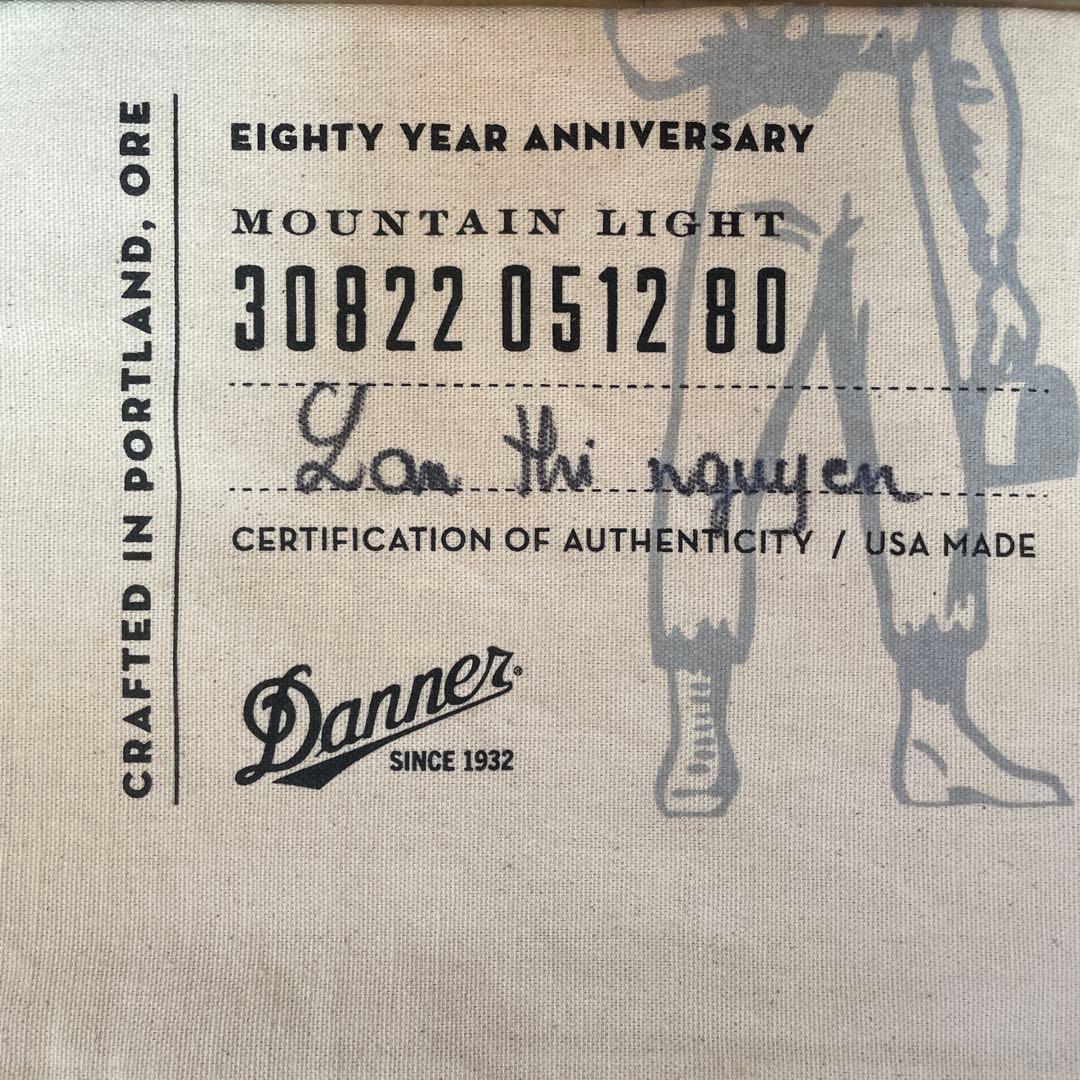 CRAFTED IN PORTLAND, ORE
EIGHTY YEAR ANNIVERSARY
MOUNTAIN LIGHT
30822 0512 80
Lan thi nguyen
CERTIFICATION OF AUTHENTICITY / USA MADE
Danner®
SINCE 1932